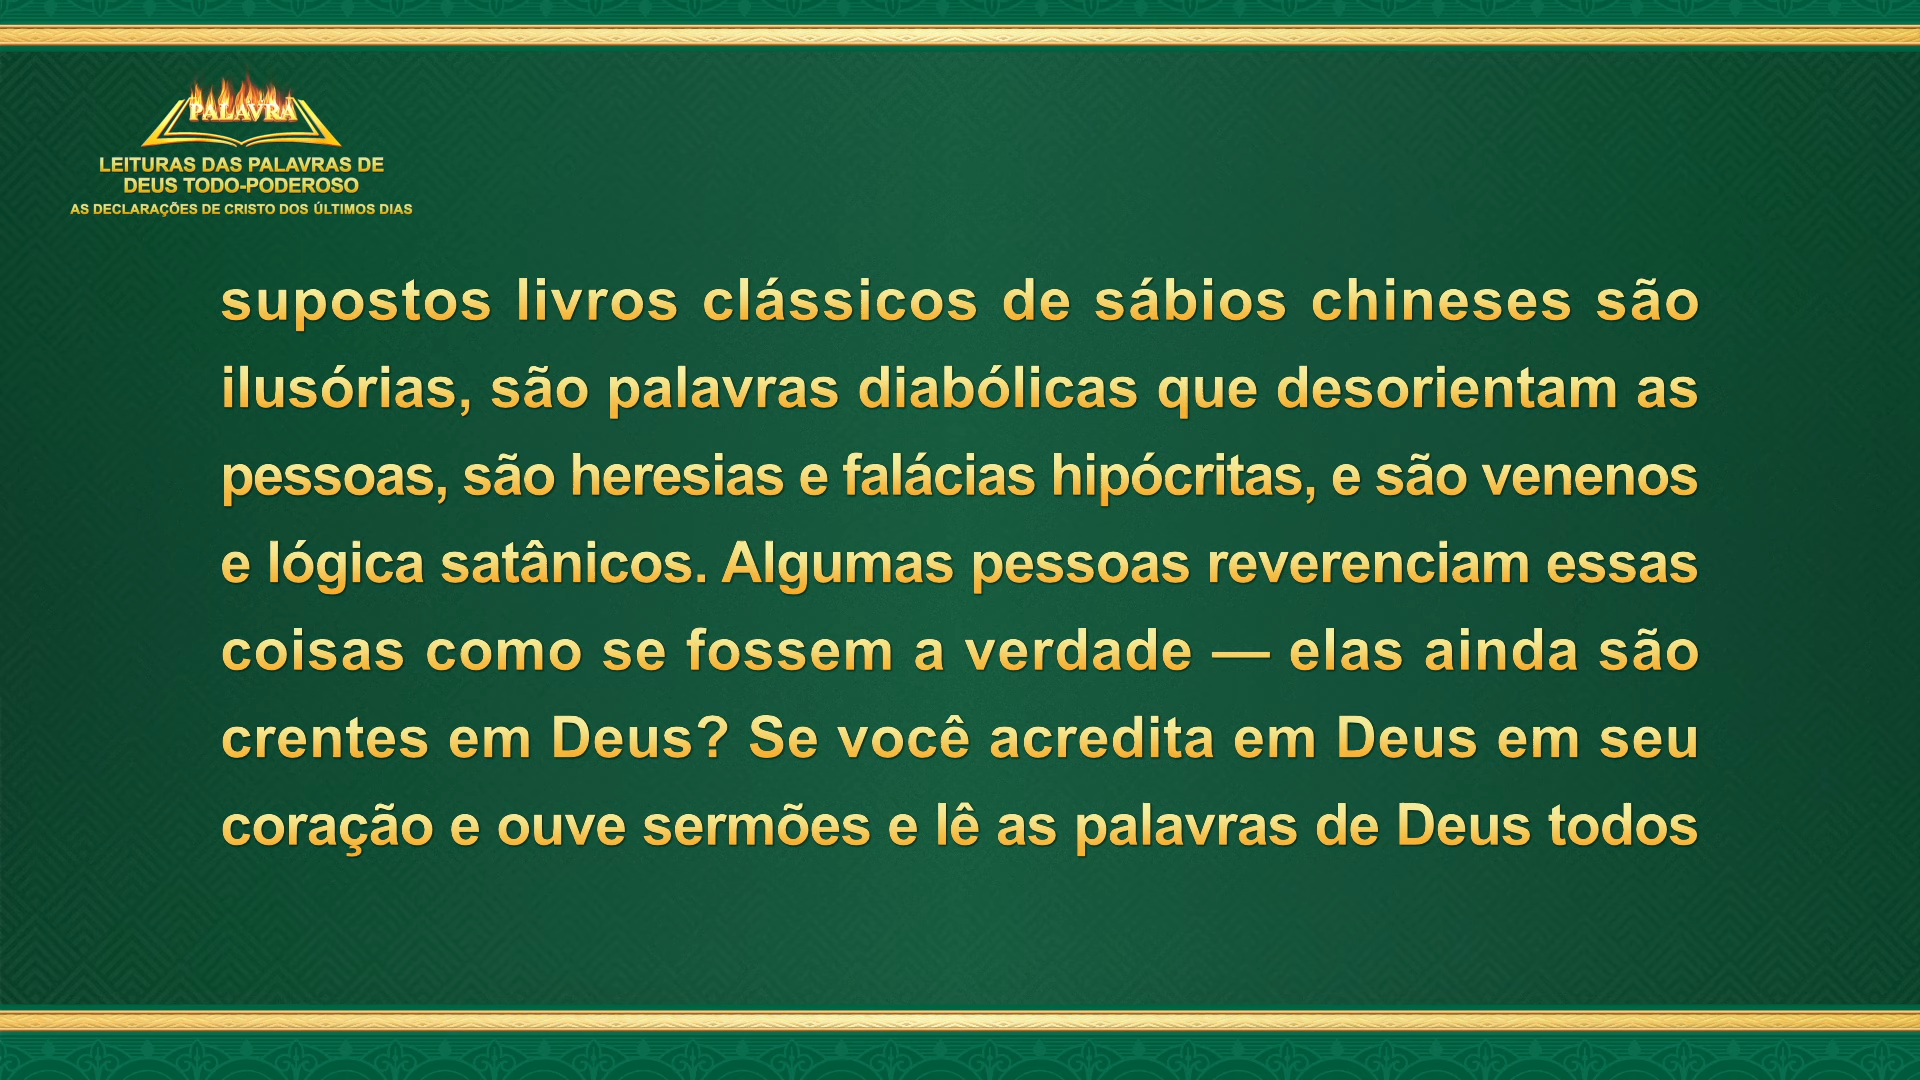 PALAVRA
LEITURAS DAS PALAVRAS DE
DEUS TODO-PODEROSO
AS DECLARAÇÕES DE CRISTO DOS ÚLTIMOS DIAS
supostos livros clássicos de sábios chineses são
ilusórias, são palavras diabólicas que desorientam as
pessoas, são heresias e falácias hipócritas, e são venenos
e lógica satânicos. Algumas pessoas reverenciam essas
coisas como se fossem a verdade — elas ainda são
crentes em Deus? Se você acredita em Deus em seu
coração e ouve sermões e lê as palavras de Deus todos